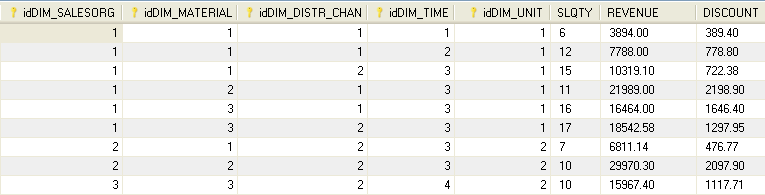 idDIM_SALESORG idDIM_MATERIAL idDIM_DISTR_CHAN idDIM_TIME idDIM_UNIT SLQTY REVENUE DISCOUNT
1 1 1 1 1 6 3894.00 389.40
1 1 1 2 1 12 7788.00 778.80
1 1 2 3 1 15 10319.10 722.38
1 2 1 3 1 11 21989.00 2198.90
1 3 1 3 1 16 16464.00 1646.40
1 3 2 3 1 17 18542.58 1297.95
2 1 2 3 2 7 6811.14 476.77
2 2 2 3 2 10 29970.30 2097.90
3 3 2 4 2 10 15967.40 1117.71